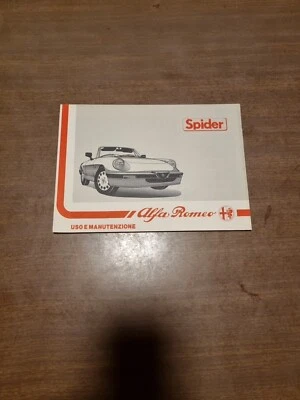 Spider
Alfa Romeo
USO E MANUTENZIONE